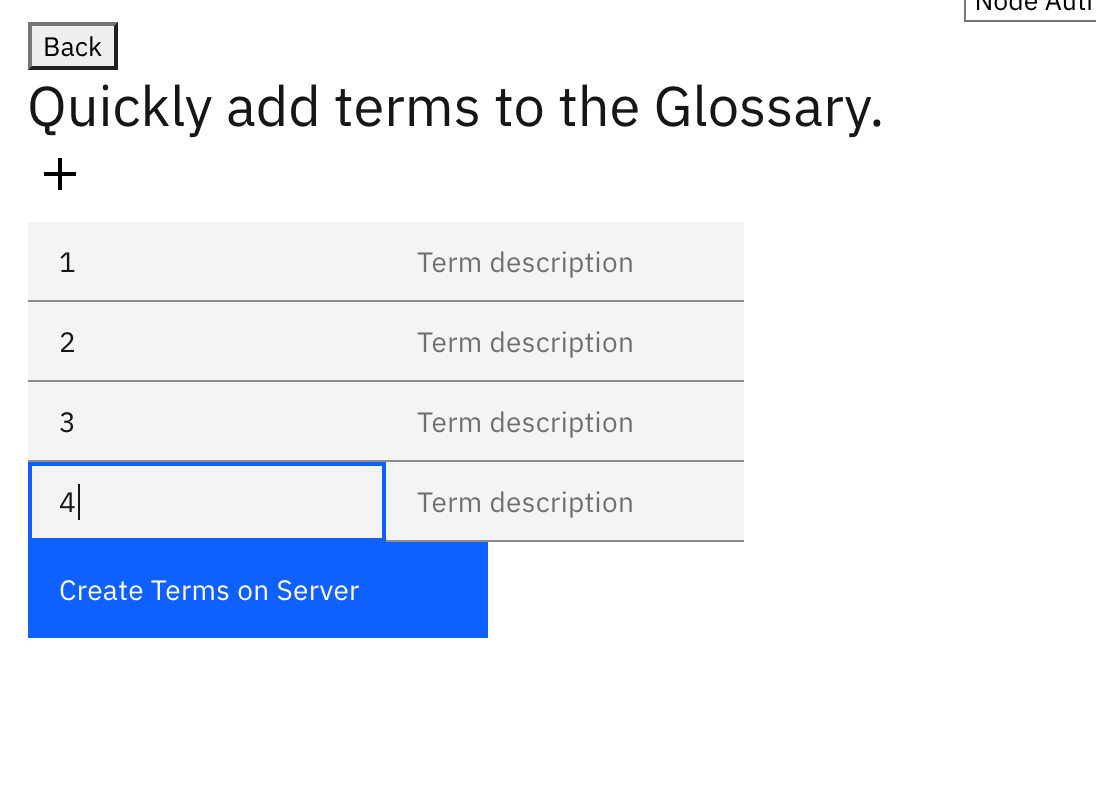 Node
Back
Quickly add terms to the Glossary.
1 Term description
2 Term description
3 Term description
4 Term description
Create Terms on Server